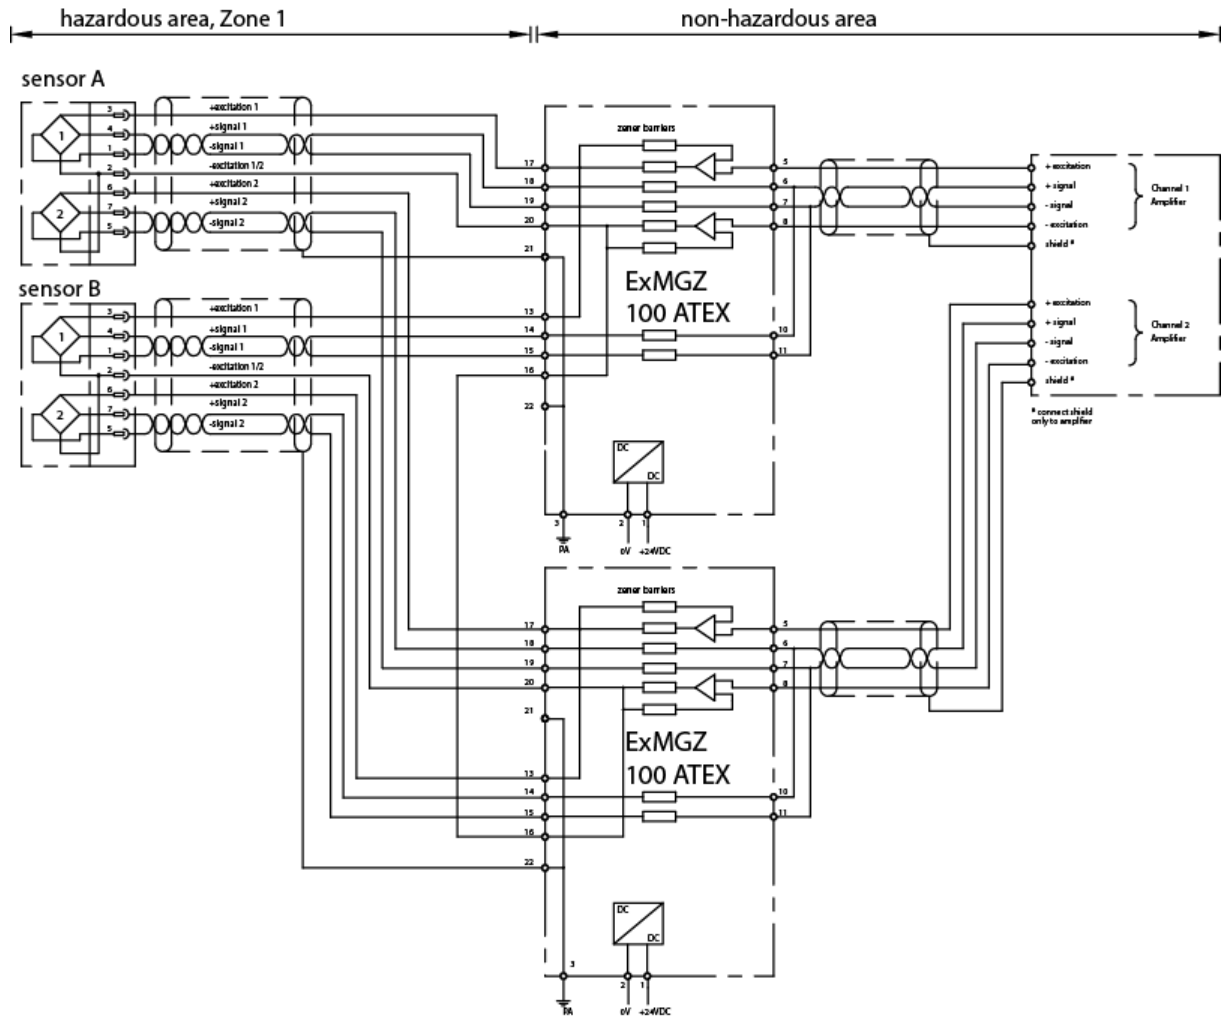 hazardous area, Zone 1
non-hazardous area
sensor A
3
+excitation 1
4
+signal 1
1
1
-signal 1
2
-excitation 1/2
6
+excitation 2
7
+signal 2
2
5
-signal 2
sensor B
3
+excitation 1
4
+signal 1
1
1
-signal 1
2
-excitation 1/2
6
+excitation 2
7
+signal 2
2
5
-signal 2
zener barriers
17
5
18
6
19
7
20
8
21
ExMGZ
100 ATEX
13
14
10
15
11
16
22
DC
DC
3
2
1
PA
0V
+24VDC
+ excitation
+ signal
- signal
- excitation
shield *
Channel 1
Amplifier
+ excitation
+ signal
- signal
- excitation
shield *
Channel 2
Amplifier
* connect shield
only to amplifier
zener barriers
17
5
18
6
19
7
20
8
21
ExMGZ
100 ATEX
13
14
10
15
11
16
22
DC
DC
3
2
1
PA
0V
+24VDC